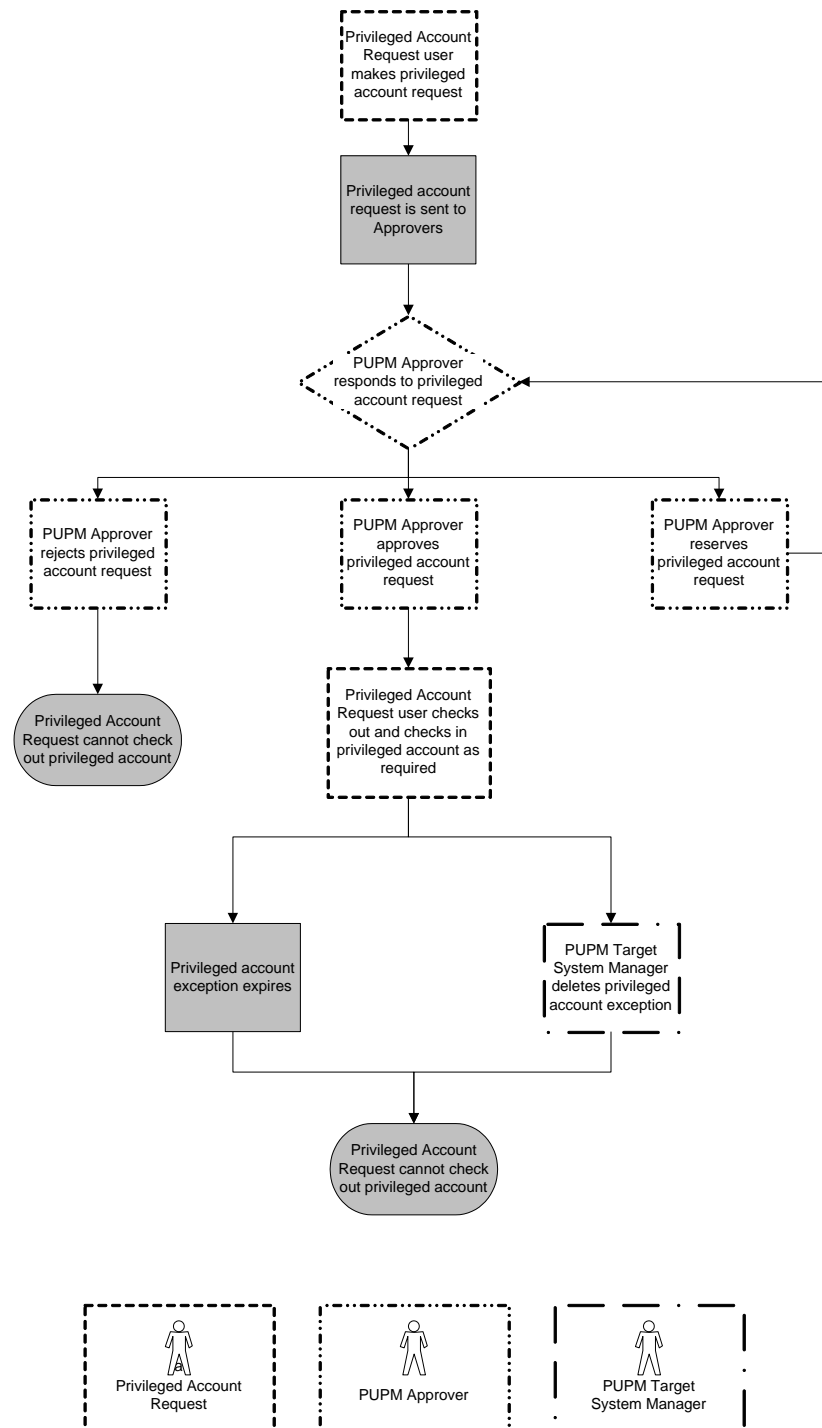 Privileged Account
Request user
makes privileged
account request
Privileged account
request is sent to
Approvers
PUPM Approver
responds to privileged
account request
PUPM Approver
rejects privileged
account request
PUPM Approver
approves
privileged account
request
PUPM Approver
reserves
privileged account
request
Privileged Account
Request cannot check
out privileged account
Privileged Account
Request user checks
out and checks in
privileged account as
required
Privileged account
exception expires
PUPM Target
System Manager
deletes privileged
account exception
Privileged Account
Request cannot check
out privileged account
a
Privileged Account
Request
PUPM Approver
PUPM Target
System Manager